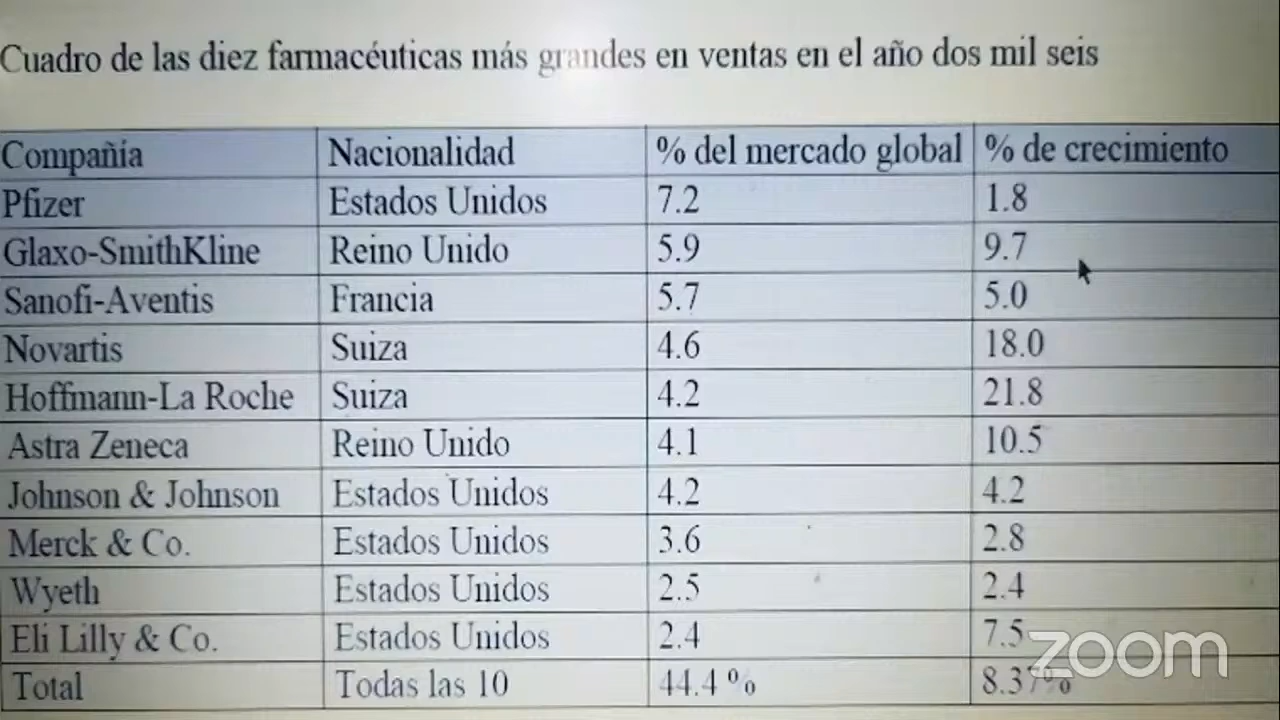 Cuadro de las diez farmacéuticas más grandes en ventas en el año dos mil seis
Compañía Nacionalidad % del mercado global % de crecimiento
Pfizer Estados Unidos 7.2 1.8
Glaxo-SmithKline Reino Unido 5.9 9.7
Sanofi-Aventis Francia 5.7 5.0
Novartis Suiza 4.6 18.0
Hoffmann-La Roche Suiza 4.2 21.8
Astra Zeneca Reino Unido 4.1 10.5
Johnson & Johnson Estados Unidos 4.2 4.2
Merck & Co. Estados Unidos 3.6 2.8
Wyeth Estados Unidos 2.5 2.4
Eli Lilly & Co. Estados Unidos 2.4 7.5
Total Todas las 10 44.4 % 8.37%
zoom